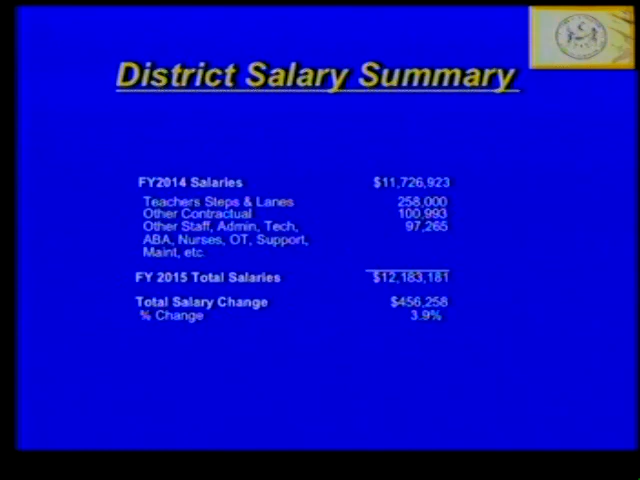 District Salary Summary
FY2014 Salaries $11,726,923
Teachers Steps & Lanes 258,000
Other Contractual 100,993
Other Staff, Admin, Tech, 97,265
ABA, Nurses, OT, Support,
Maint, etc.
FY 2015 Total Salaries $12,183,181
Total Salary Change $456,258
% Change 3.9%